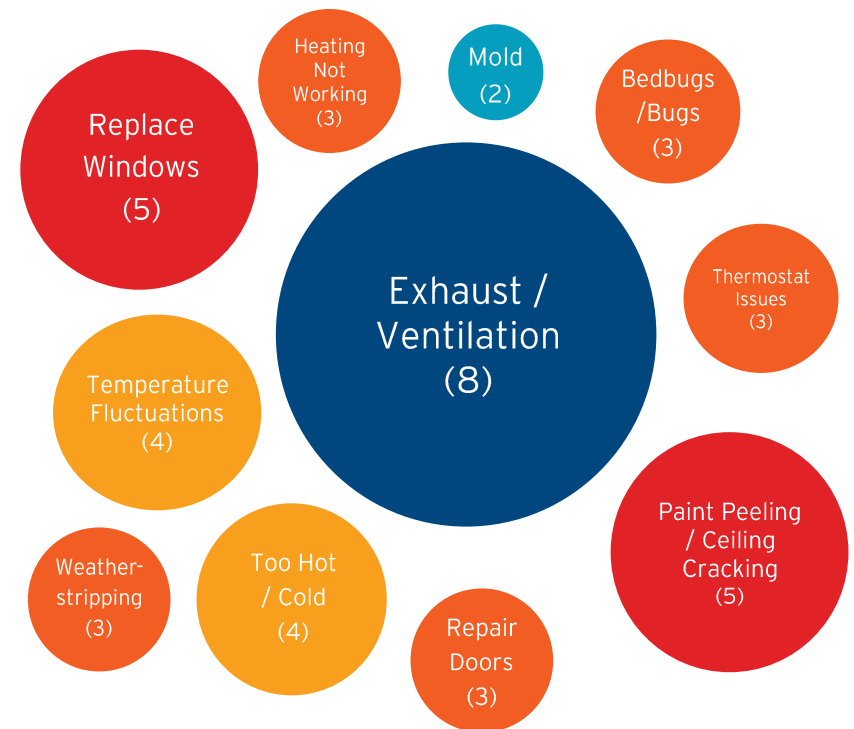 Heating
Not
Working
(3)
Mold
(2)
Bedbugs
/Bugs
(3)
Replace
Windows
(5)
Exhaust /
Ventilation
(8)
Thermostat
Issues
(3)
Temperature
Fluctuations
(4)
Paint Peeling
/ Ceiling
Cracking
(5)
Weather-
stripping
(3)
Too Hot
/ Cold
(4)
Repair
Doors
(3)